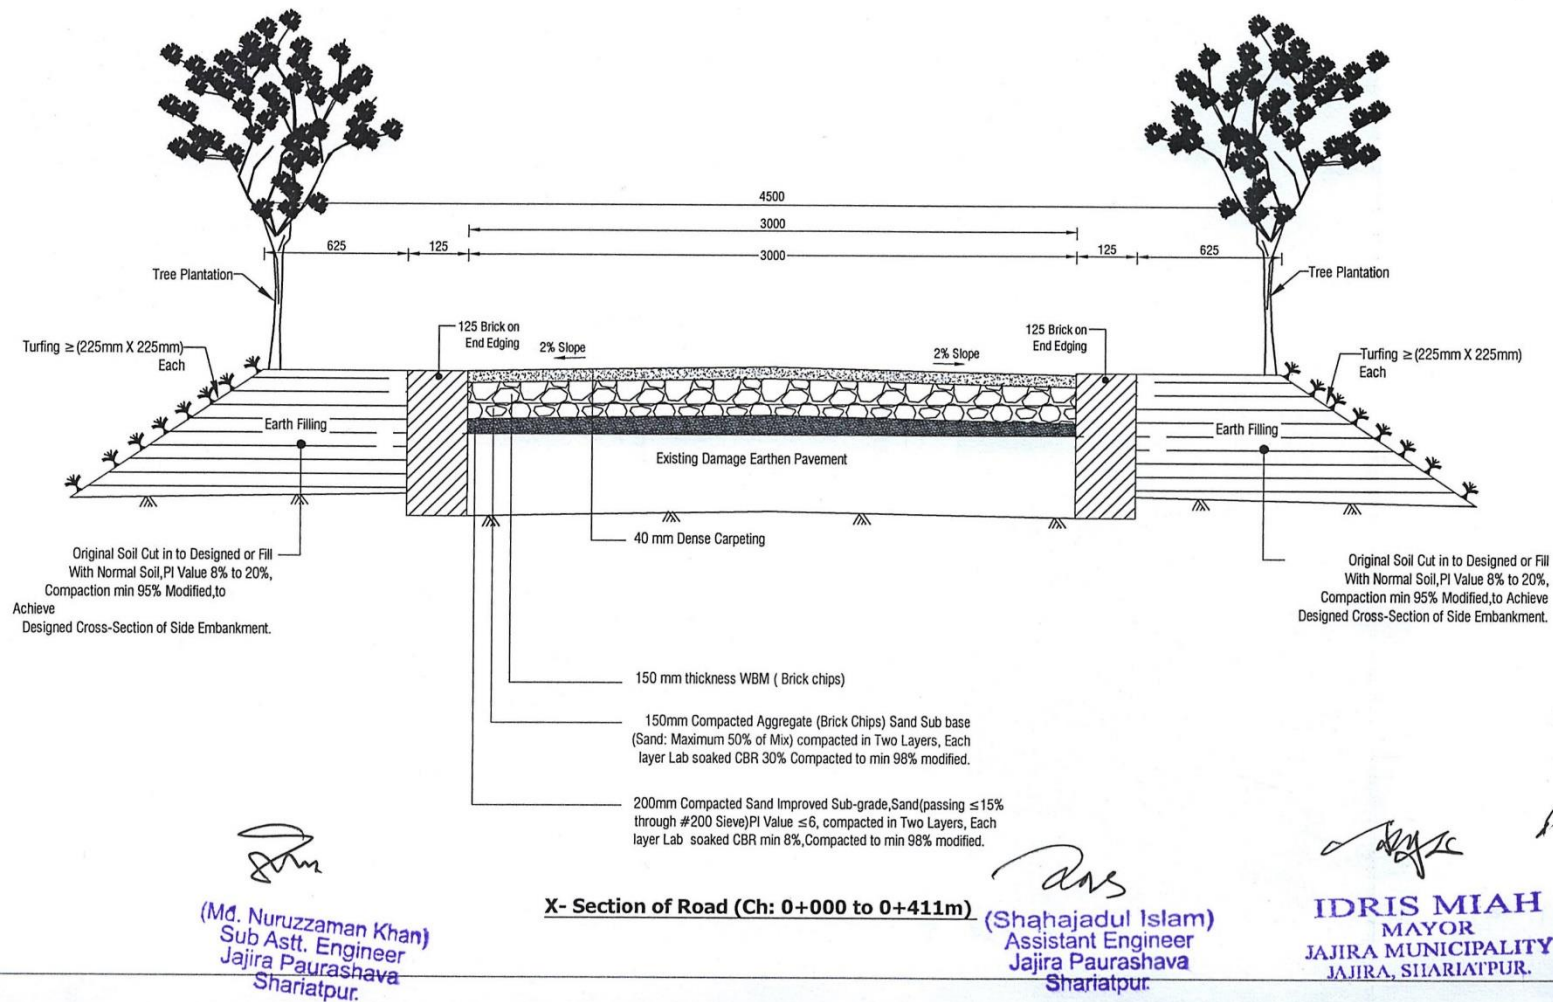 4500
3000
625
125
3000
125
625
Tree Plantation
Tree Plantation
125 Brick on
End Edging
125 Brick on
End Edging
2% Slope
2% Slope
Turfing ≥ (225mm X 225mm)
Each
Turfing ≥ (225mm X 225mm)
Each
Earth Filling
Earth Filling
Existing Damage Earthen Pavement
40 mm Dense Carpeting
Original Soil Cut in to Designed or Fill
With Normal Soil,PI Value 8% to 20%,
Compaction min 95% Modified,to
Achieve
Designed Cross-Section of Side Embankment.
Original Soil Cut in to Designed or Fill
With Normal Soil,PI Value 8% to 20%,
Compaction min 95% Modified,to Achieve
Designed Cross-Section of Side Embankment.
150 mm thickness WBM ( Brick chips)
150mm Compacted Aggregate (Brick Chips) Sand Sub base
(Sand: Maximum 50% of Mix) compacted in Two Layers, Each
layer Lab soaked CBR 30% Compacted to min 98% modified.
200mm Compacted Sand Improved Sub-grade,Sand(passing ≤15%
through #200 Sieve)PI Value ≤6, compacted in Two Layers, Each
layer Lab soaked CBR min 8%,Compacted to min 98% modified.
X- Section of Road (Ch: 0+000 to 0+411m)
(Md. Nuruzzaman Khan)
Sub Astt. Engineer
Jajira Paurashava
Shariatpur.
(Shahajadul Islam)
Assistant Engineer
Jajira Paurashava
Shariatpur.
IDRIS MIAH
MAYOR
JAJIRA MUNICIPALITY
JAJIRA, SHARIATPUR.